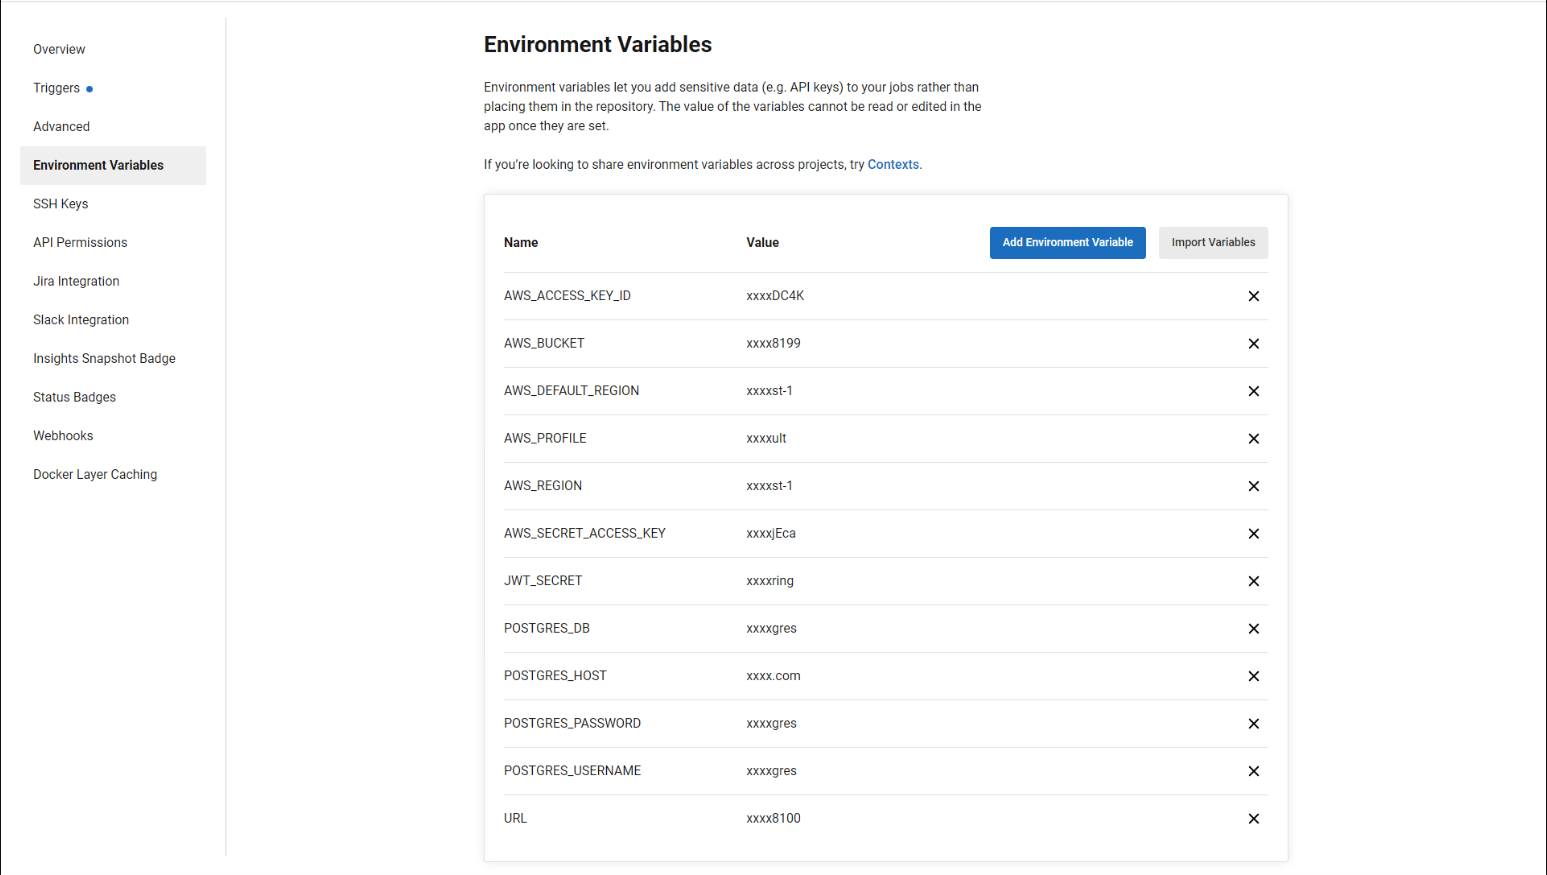 Overview
Triggers
Advanced
Environment Variables
SSH Keys
API Permissions
Jira Integration
Slack Integration
Insights Snapshot Badge
Status Badges
Webhooks
Docker Layer Caching
Environment Variables
Environment variables let you add sensitive data (e.g. API keys) to your jobs rather than
placing them in the repository. The value of the variables cannot be read or edited in the
app once they are set.
If you're looking to share environment variables across projects, try Contexts.
Name Value Add Environment Variable Import Variables
AWS_ACCESS_KEY_ID xxxxDC4K
AWS_BUCKET xxxx8199
AWS_DEFAULT_REGION xxxxst-1
AWS_PROFILE xxxxult
AWS_REGION xxxxst-1
AWS_SECRET_ACCESS_KEY xxxxjEca
JWT_SECRET xxxxring
POSTGRES_DB xxxxgres
POSTGRES_HOST xxxx.com
POSTGRES_PASSWORD xxxxgres
POSTGRES_USERNAME xxxxgres
URL xxxx8100